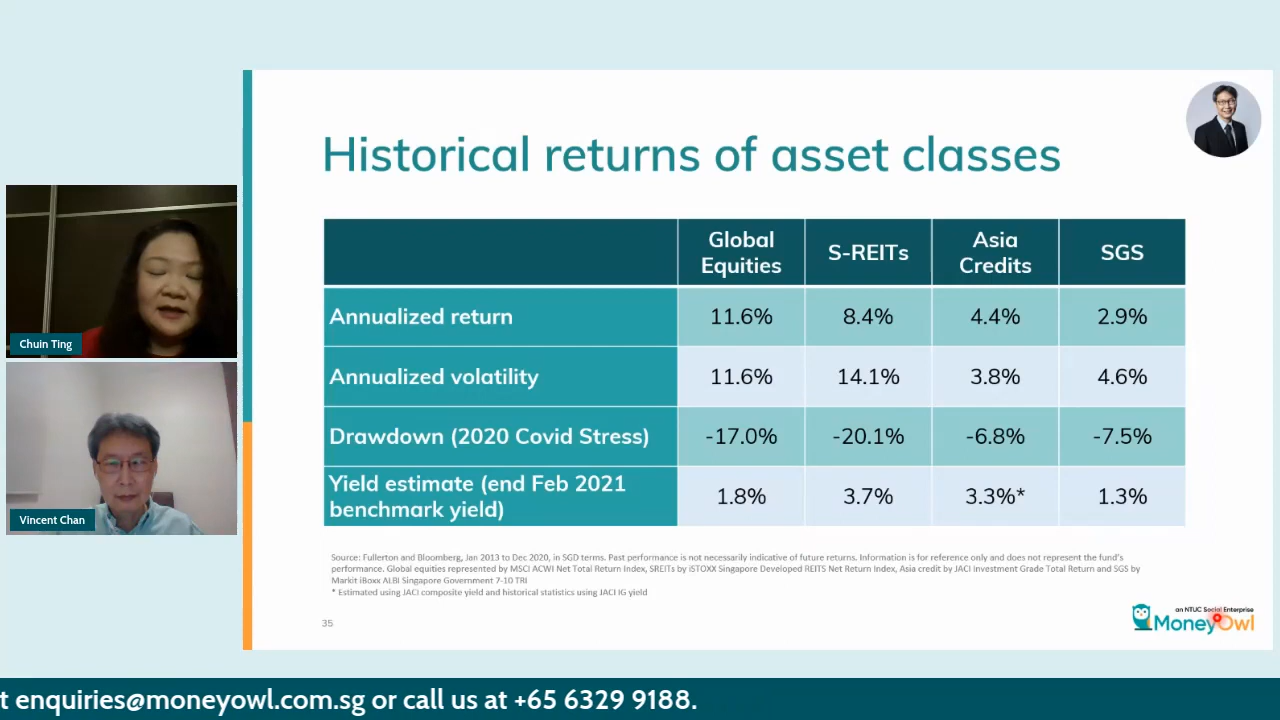 Historical returns of asset classes
Global Equities S-REITs Asia Credits SGS
Annualized return 11.6% 8.4% 4.4% 2.9%
Annualized volatility 11.6% 14.1% 3.8% 4.6%
Drawdown (2020 Covid Stress) -17.0% -20.1% -6.8% -7.5%
Yield estimate (end Feb 2021 benchmark yield) 1.8% 3.7% 3.3%* 1.3%
Source: Fullerton and Bloomberg, Jan 2013 to Dec 2020, in SGD terms. Past performance is not necessarily indicative of future returns. Information is for reference only and does not represent the fund's
performance. Global equities represented by MSCI ACWI Net Total Return Index, SREITs by iSTOXX Singapore Developed REITS Net Return Index, Asia credit by JACI Investment Grade Total Return and SGS by
Markit iBoxx ALBI Singapore Government 7-10 TRI
* Estimated using JACI composite yield and historical statistics using JACI IG yield
35
an NTUC Social Enterprise
MoneyOwl
Chuin Ting
Vincent Chan
t enquiries@moneyowl.com.sg or call us at +65 6329 9188.